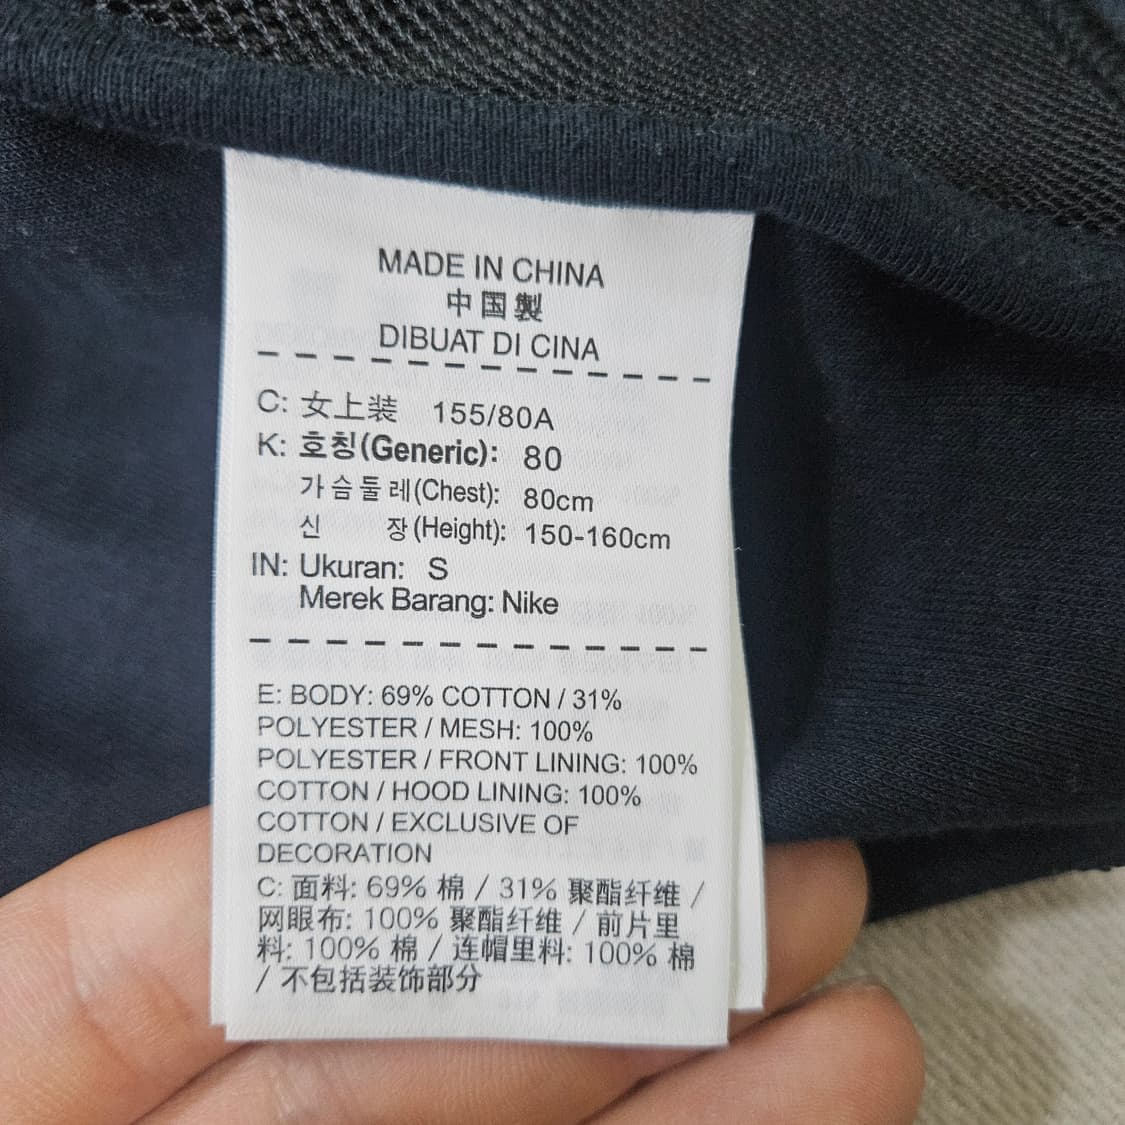 MADE IN CHINA
中国製
DIBUAT DI CINA
C: 女上装 155/80A
K: 호칭(Generic): 80
가슴둘레(Chest): 80cm
신 장(Height): 150-160cm
IN: Ukuran: S
Merek Barang: Nike
E: BODY: 69% COTTON / 31%
POLYESTER / MESH: 100%
POLYESTER / FRONT LINING: 100%
COTTON / HOOD LINING: 100%
COTTON / EXCLUSIVE OF
DECORATION
C: 面料: 69% 棉 / 31% 聚酯纤维 /
网眼布: 100% 聚酯纤维 / 前片里
料: 100% 棉 / 连帽里料: 100% 棉
/ 不包括装饰部分